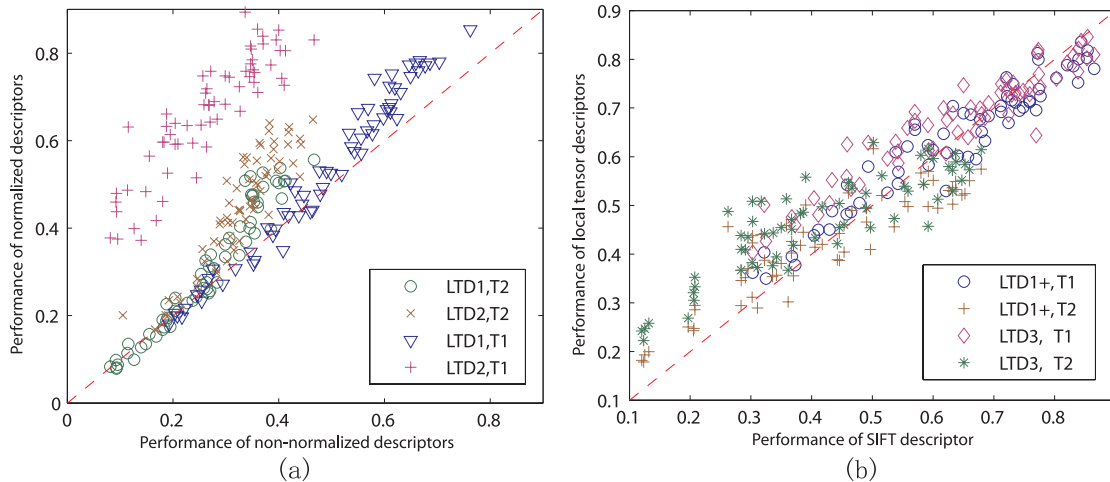 0.8
0.6
0.4
0.2
0
0
0.2
0.4
0.6
0.8
Performance of normalized descriptors
Performance of non-normalized descriptors
LTD1,T2
LTD2,T2
LTD1,T1
LTD2,T1
(a)
0.9
0.8
0.7
0.6
0.5
0.4
0.3
0.2
0.1
0.1
0.2
0.3
0.4
0.5
0.6
0.7
0.8
Performance of local tensor descriptors
Performance of SIFT descriptor
LTD1+, T1
LTD1+, T2
LTD3, T1
LTD3, T2
(b)